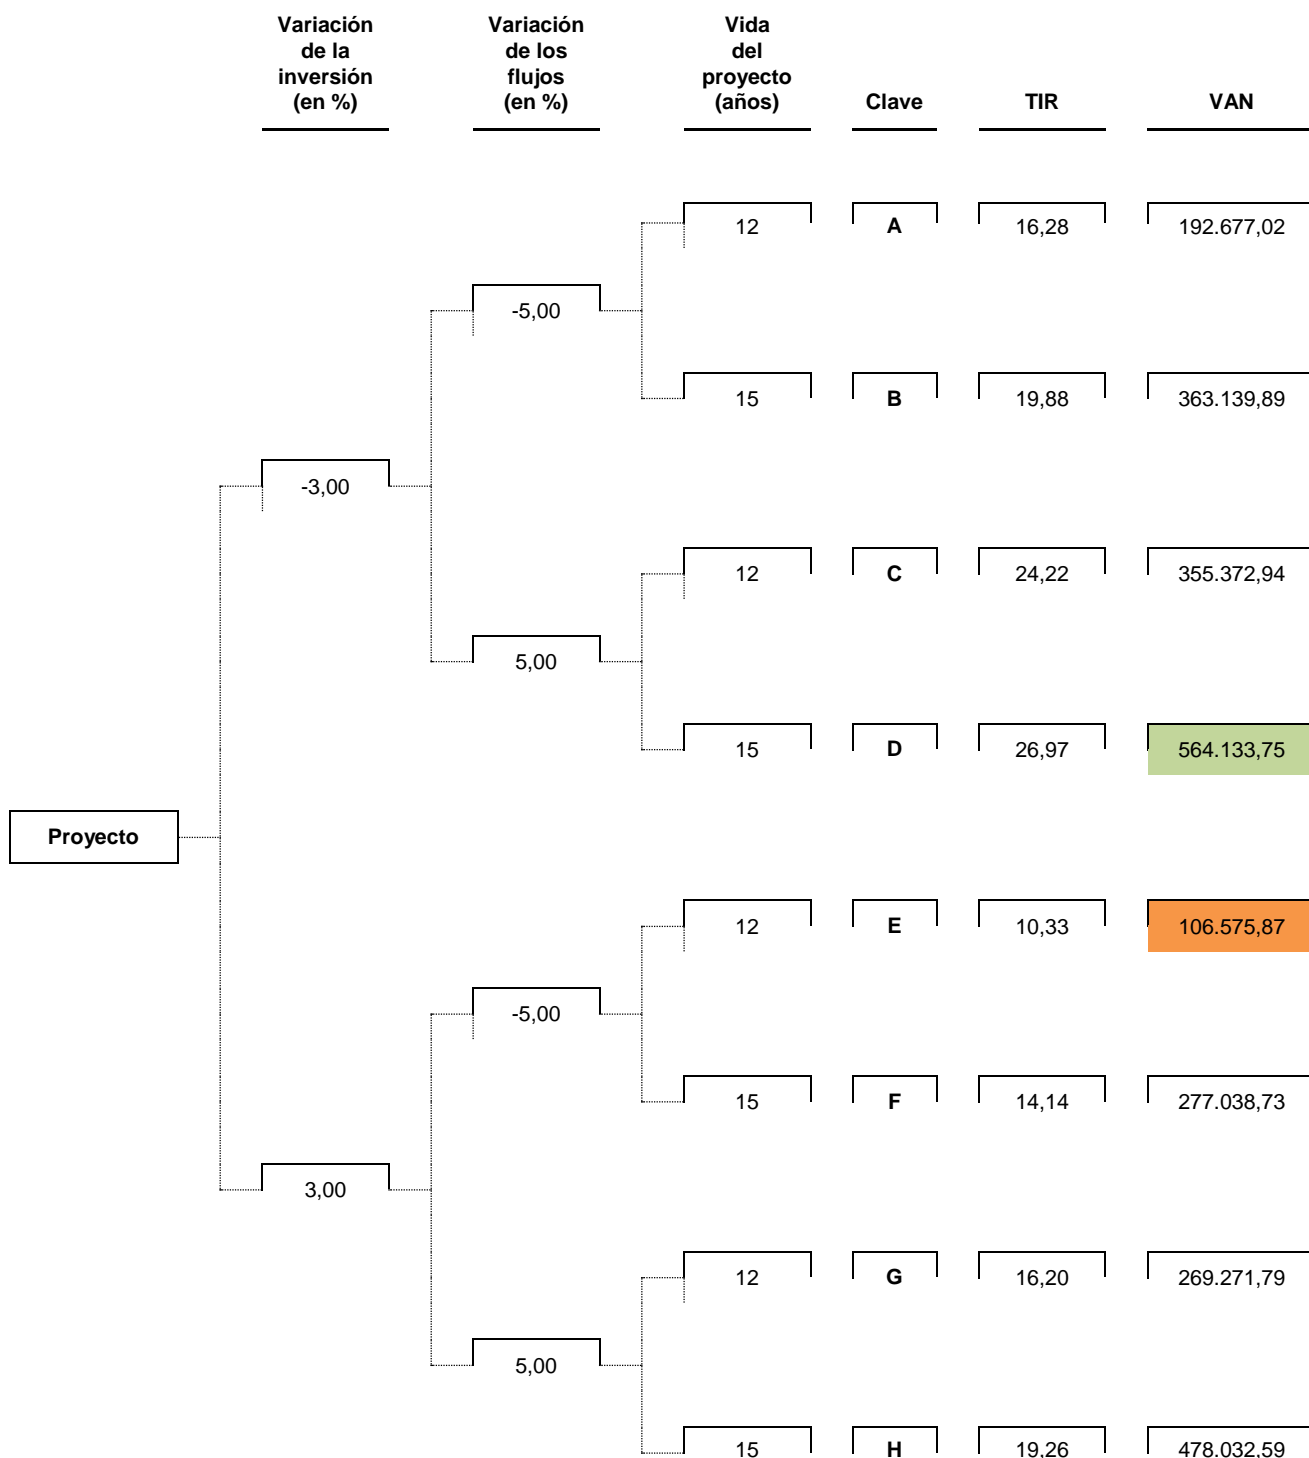 Variación
de la
inversión
(en %)
Variación
de los
flujos
(en %)
Vida
del
proyecto
(años)
Clave
TIR
VAN
12 A 16,28 192.677,02
-5,00
15 B 19,88 363.139,89
-3,00
12 C 24,22 355.372,94
5,00
15 D 26,97 564.133,75
Proyecto
12 E 10,33 106.575,87
-5,00
15 F 14,14 277.038,73
3,00
12 G 16,20 269.271,79
5,00
15 H 19,26 478.032,59